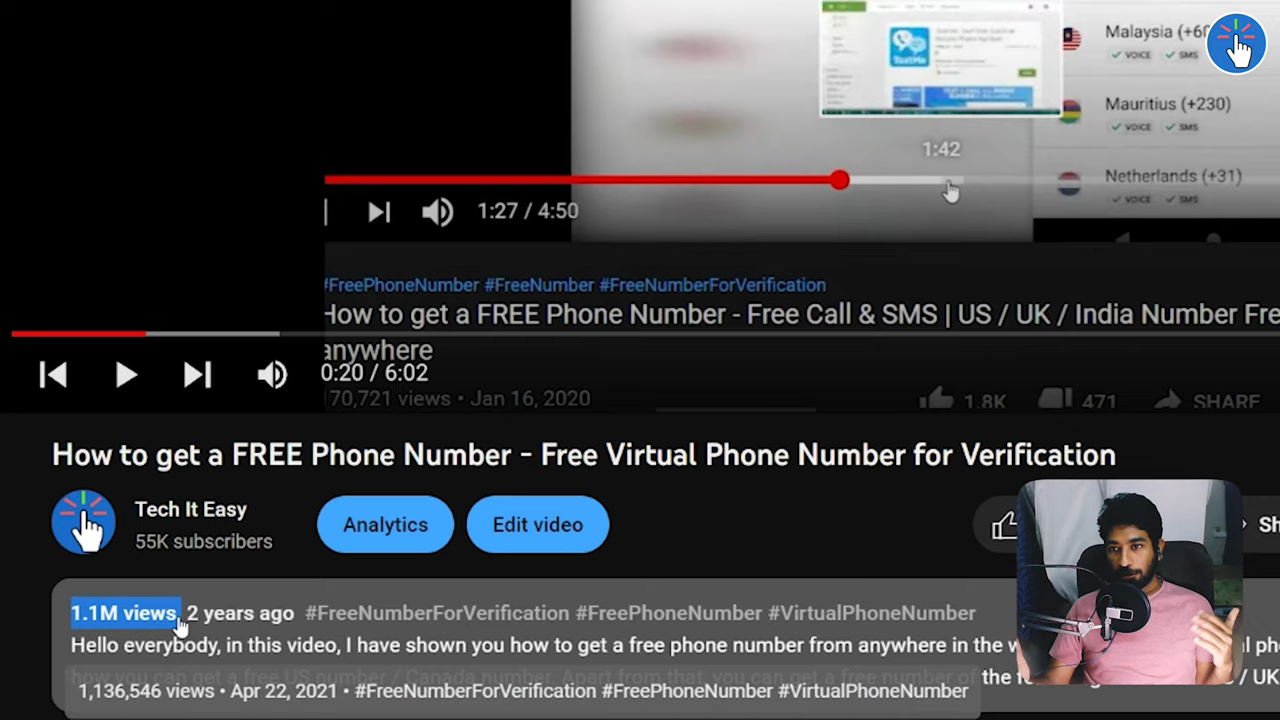 Malaysia (+60
VOICE SMS
TextMe
Mauritius (+230)
VOICE SMS
1:42
Netherlands (+31)
VOICE SMS
1:27 / 4:50
#FreePhoneNumber #FreeNumber #FreeNumberForVerification
How to get a FREE Phone Number - Free Call & SMS | US / UK / India Number Fre
anywhere
0:20 / 6:02
70,721 views • Jan 16, 2020 1.8K 471 SHARE
How to get a FREE Phone Number - Free Virtual Phone Number for Verification
Tech It Easy
55K subscribers
Analytics
Edit video
Sh
1.1M views 2 years ago #FreeNumberForVerification #FreePhoneNumber #VirtualPhoneNumber
Hello everybody, in this video, I have shown you how to get a free phone number from anywhere in the w
how you can get a free US number / Canada number. Apart from that, you can get a free number of the
/ UK
1,136,546 views • Apr 22, 2021 • #FreeNumberForVerification #FreePhoneNumber #VirtualPhoneNumber